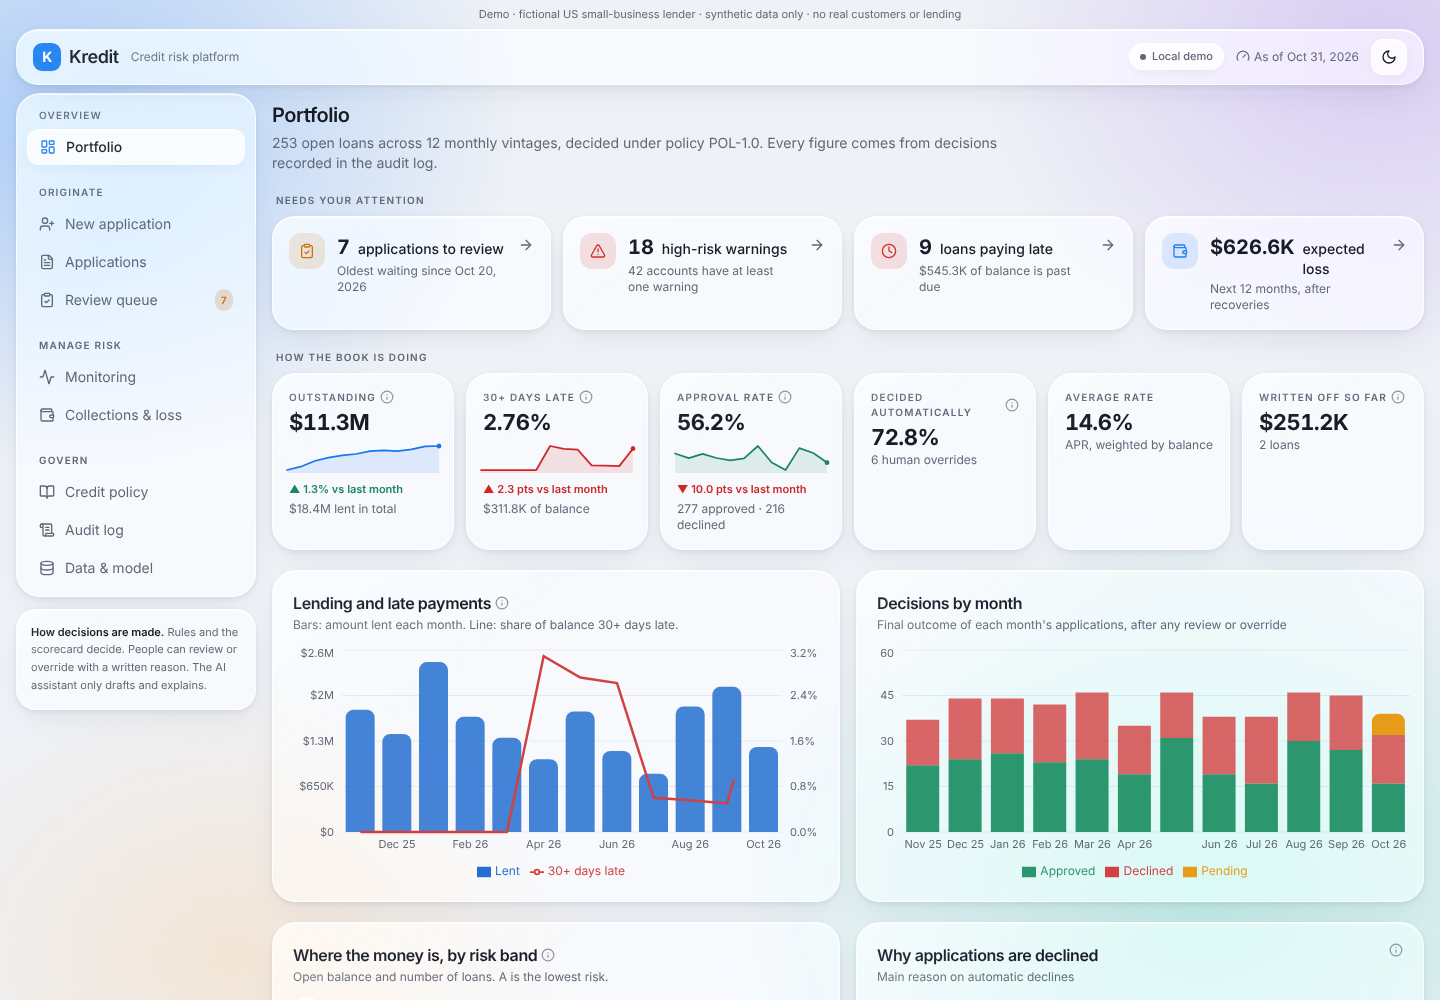 Demo · fictional US small-business lender · synthetic data only · no real customers or lending
K Kredit Credit risk platform
Local demo As of Oct 31, 2026
OVERVIEW
Portfolio
ORIGINATE
New application
Applications
Review queue 7
MANAGE RISK
Monitoring
Collections & loss
GOVERN
Credit policy
Audit log
Data & model
How decisions are made. Rules and the
scorecard decide. People can review or
override with a written reason. The AI
assistant only drafts and explains.
Portfolio
253 open loans across 12 monthly vintages, decided under policy POL-1.0. Every figure comes from decisions
recorded in the audit log.
NEEDS YOUR ATTENTION
7 applications to review
Oldest waiting since Oct 20,
2026
18 high-risk warnings
42 accounts have at least
one warning
9 loans paying late
$545.3K of balance is past
due
$626.6K expected
loss
Next 12 months, after
recoveries
HOW THE BOOK IS DOING
OUTSTANDING
$11.3M
▲ 1.3% vs last month
$18.4M lent in total
30+ DAYS LATE
2.76%
▲ 2.3 pts vs last month
$311.8K of balance
APPROVAL RATE
56.2%
▼ 10.0 pts vs last month
277 approved · 216
declined
DECIDED
AUTOMATICALLY
72.8%
6 human overrides
AVERAGE RATE
14.6%
APR, weighted by balance
WRITTEN OFF SO FAR
$251.2K
2 loans
Lending and late payments
Bars: amount lent each month. Line: share of balance 30+ days late.
$2.6M 3.2%
$2M 2.4%
$1.3M 1.6%
$650K 0.8%
$0 0.0%
Dec 25 Feb 26 Apr 26 Jun 26 Aug 26 Oct 26
Lent 30+ days late
Decisions by month
Final outcome of each month's applications, after any review or override
60
45
30
15
0
Nov 25 Dec 25 Jan 26 Feb 26 Mar 26 Apr 26 Jun 26 Jul 26 Aug 26 Sep 26 Oct 26
Approved Declined Pending
Where the money is, by risk band
Open balance and number of loans. A is the lowest risk.
Why applications are declined
Main reason on automatic declines